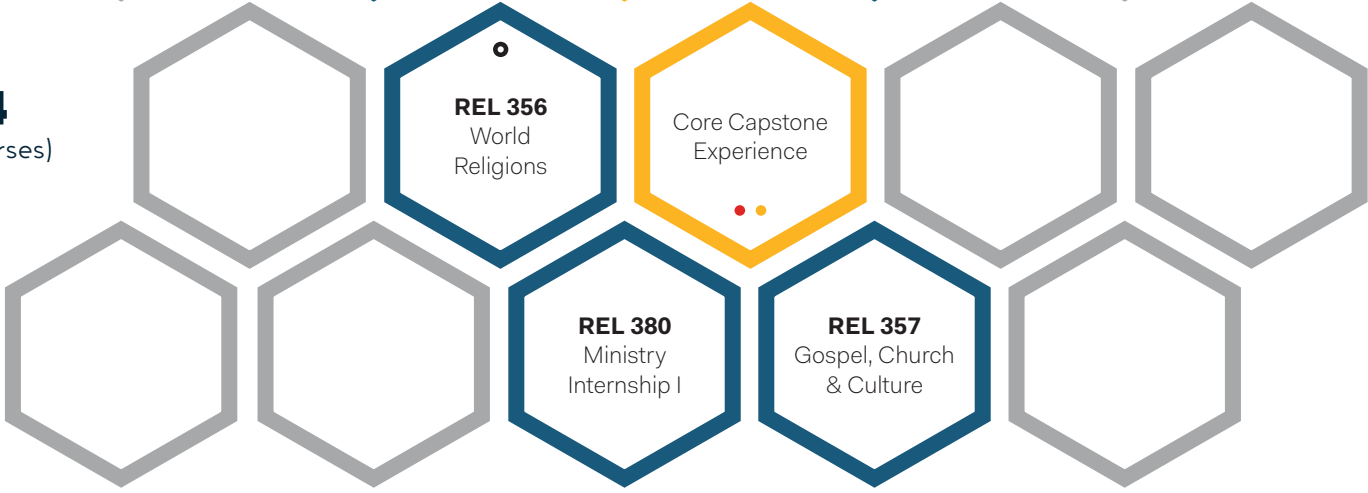 4
rses)
REL 356
World
Religions
Core Capstone
Experience
REL 380
Ministry
Internship I
REL 357
Gospel, Church
& Culture